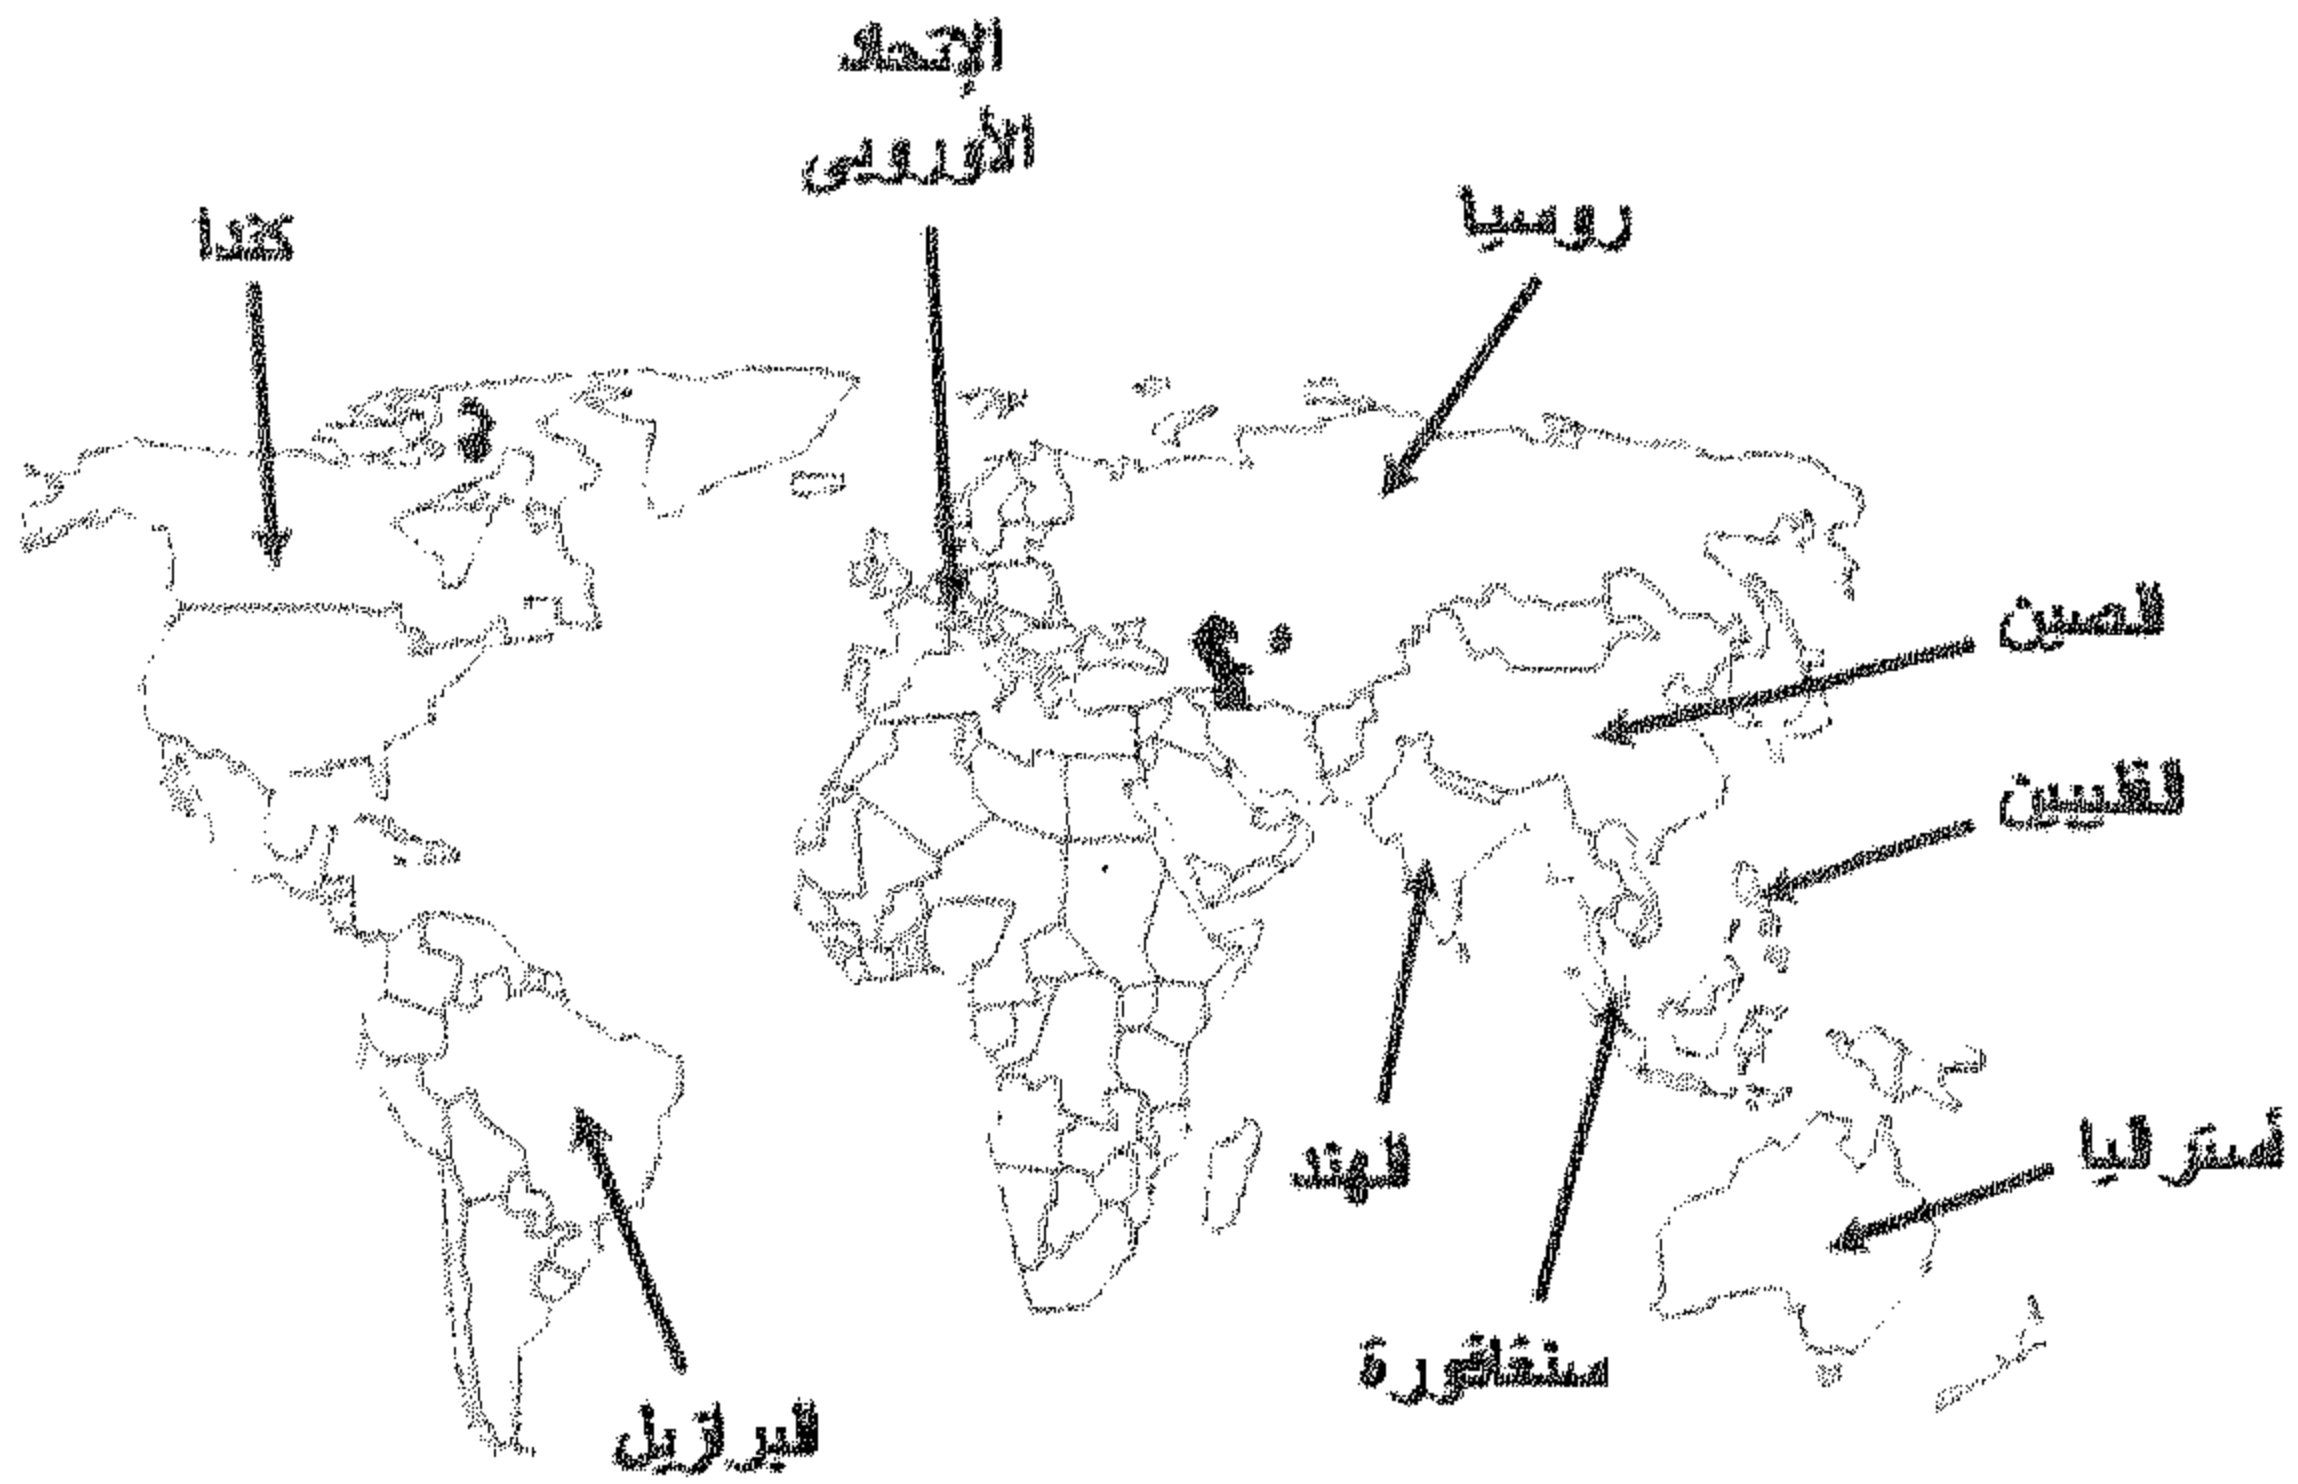 الإتحاد
الأوروبى
روسيا
كندا
الصين
الفلبين
أستراليا
الهند
سنغافورة
البرازيل